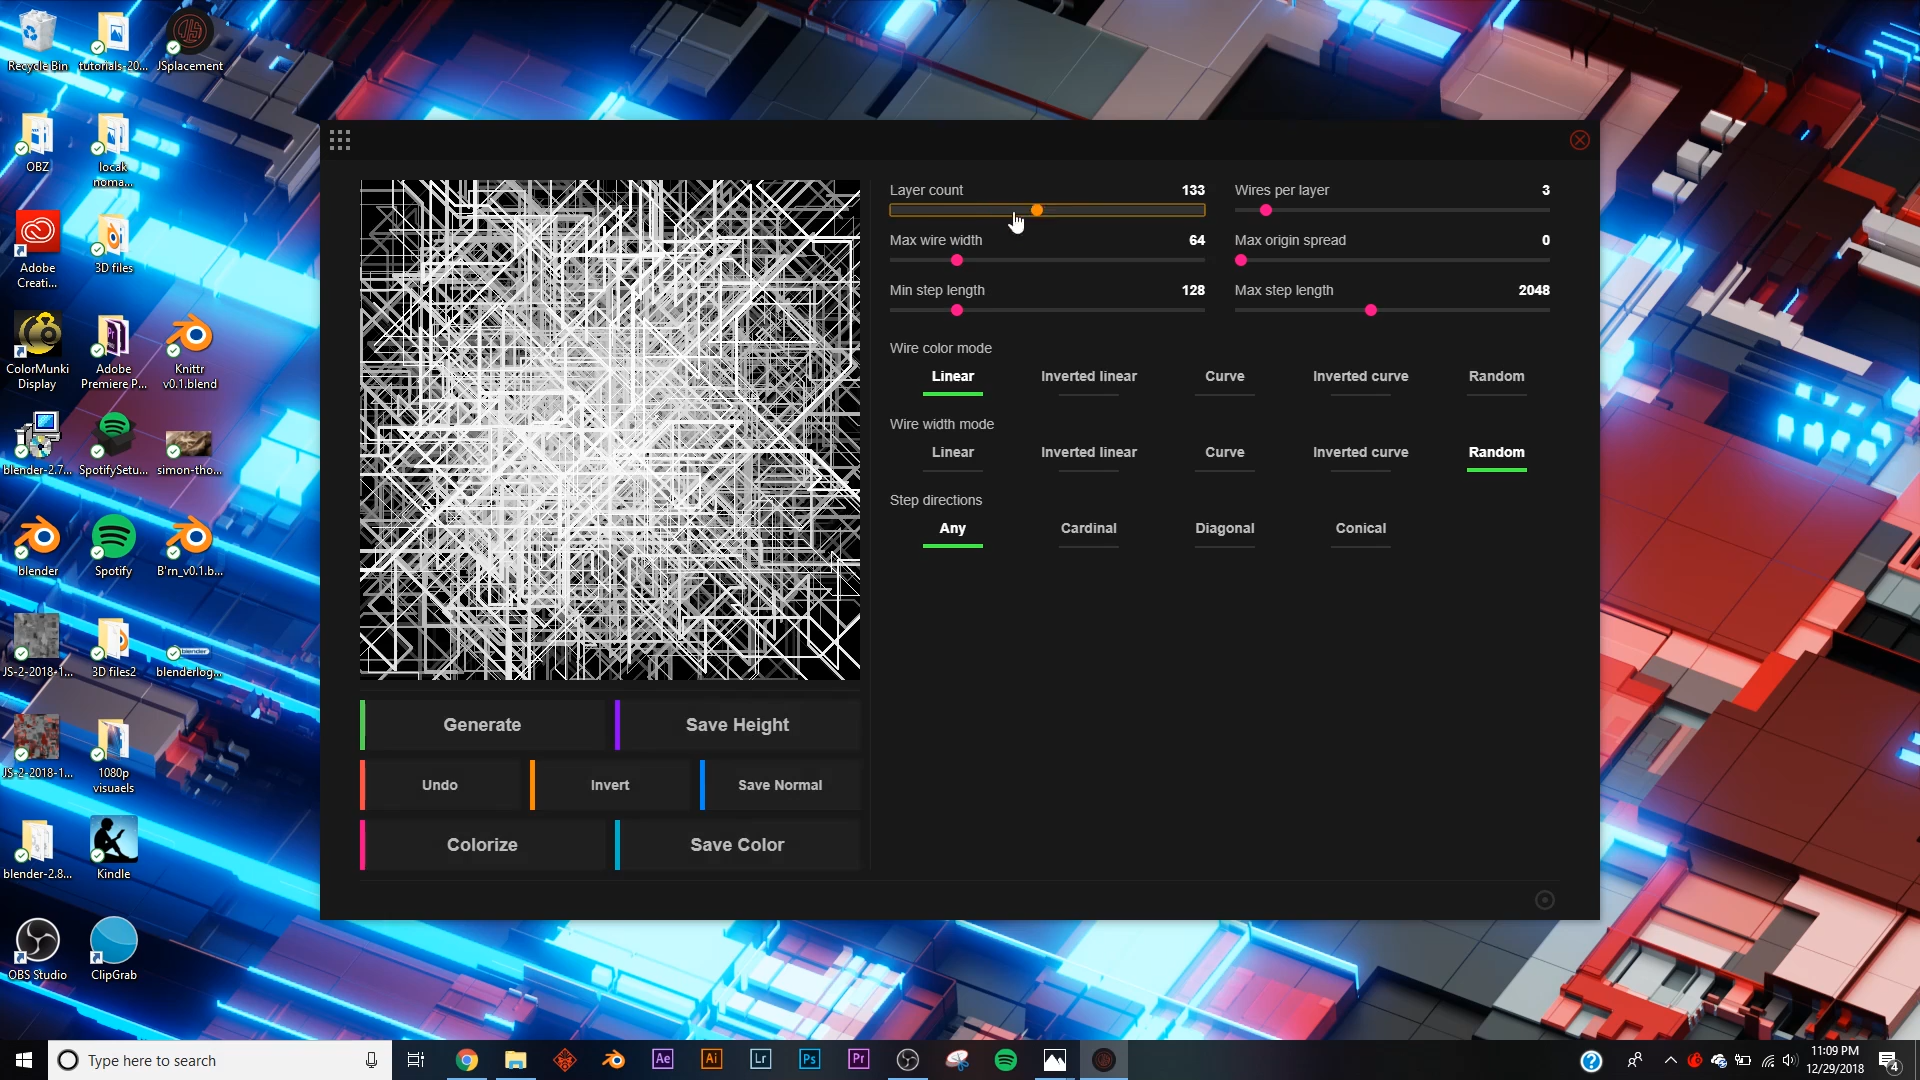 Recycle Bin
tutorials-20...
JSplacement
OBZ
locak
noma...
Adobe
Creati...
3D files
ColorMunki
Display
Adobe
Premiere P...
Knittr
v0.1.blend
blender-2.7...
SpotifySetu...
simon-tho...
blender
Spotify
B'rn_v0.1.b...
JS-2-2018-1...
3D files2
blenderlog...
JS-2-2018-1...
1080p
visuaels
blender-2.8...
Kindle
OBS Studio
ClipGrab
Layer count 133
Wires per layer 3
Max wire width 64
Max origin spread 0
Min step length 128
Max step length 2048
Wire color mode
Linear Inverted linear Curve Inverted curve Random
Wire width mode
Linear Inverted linear Curve Inverted curve Random
Step directions
Any Cardinal Diagonal Conical
Generate Save Height
Undo Invert Save Normal
Colorize Save Color
Type here to search
Ae Ai Lr Ps Pr
11:09 PM
12/29/2018
4